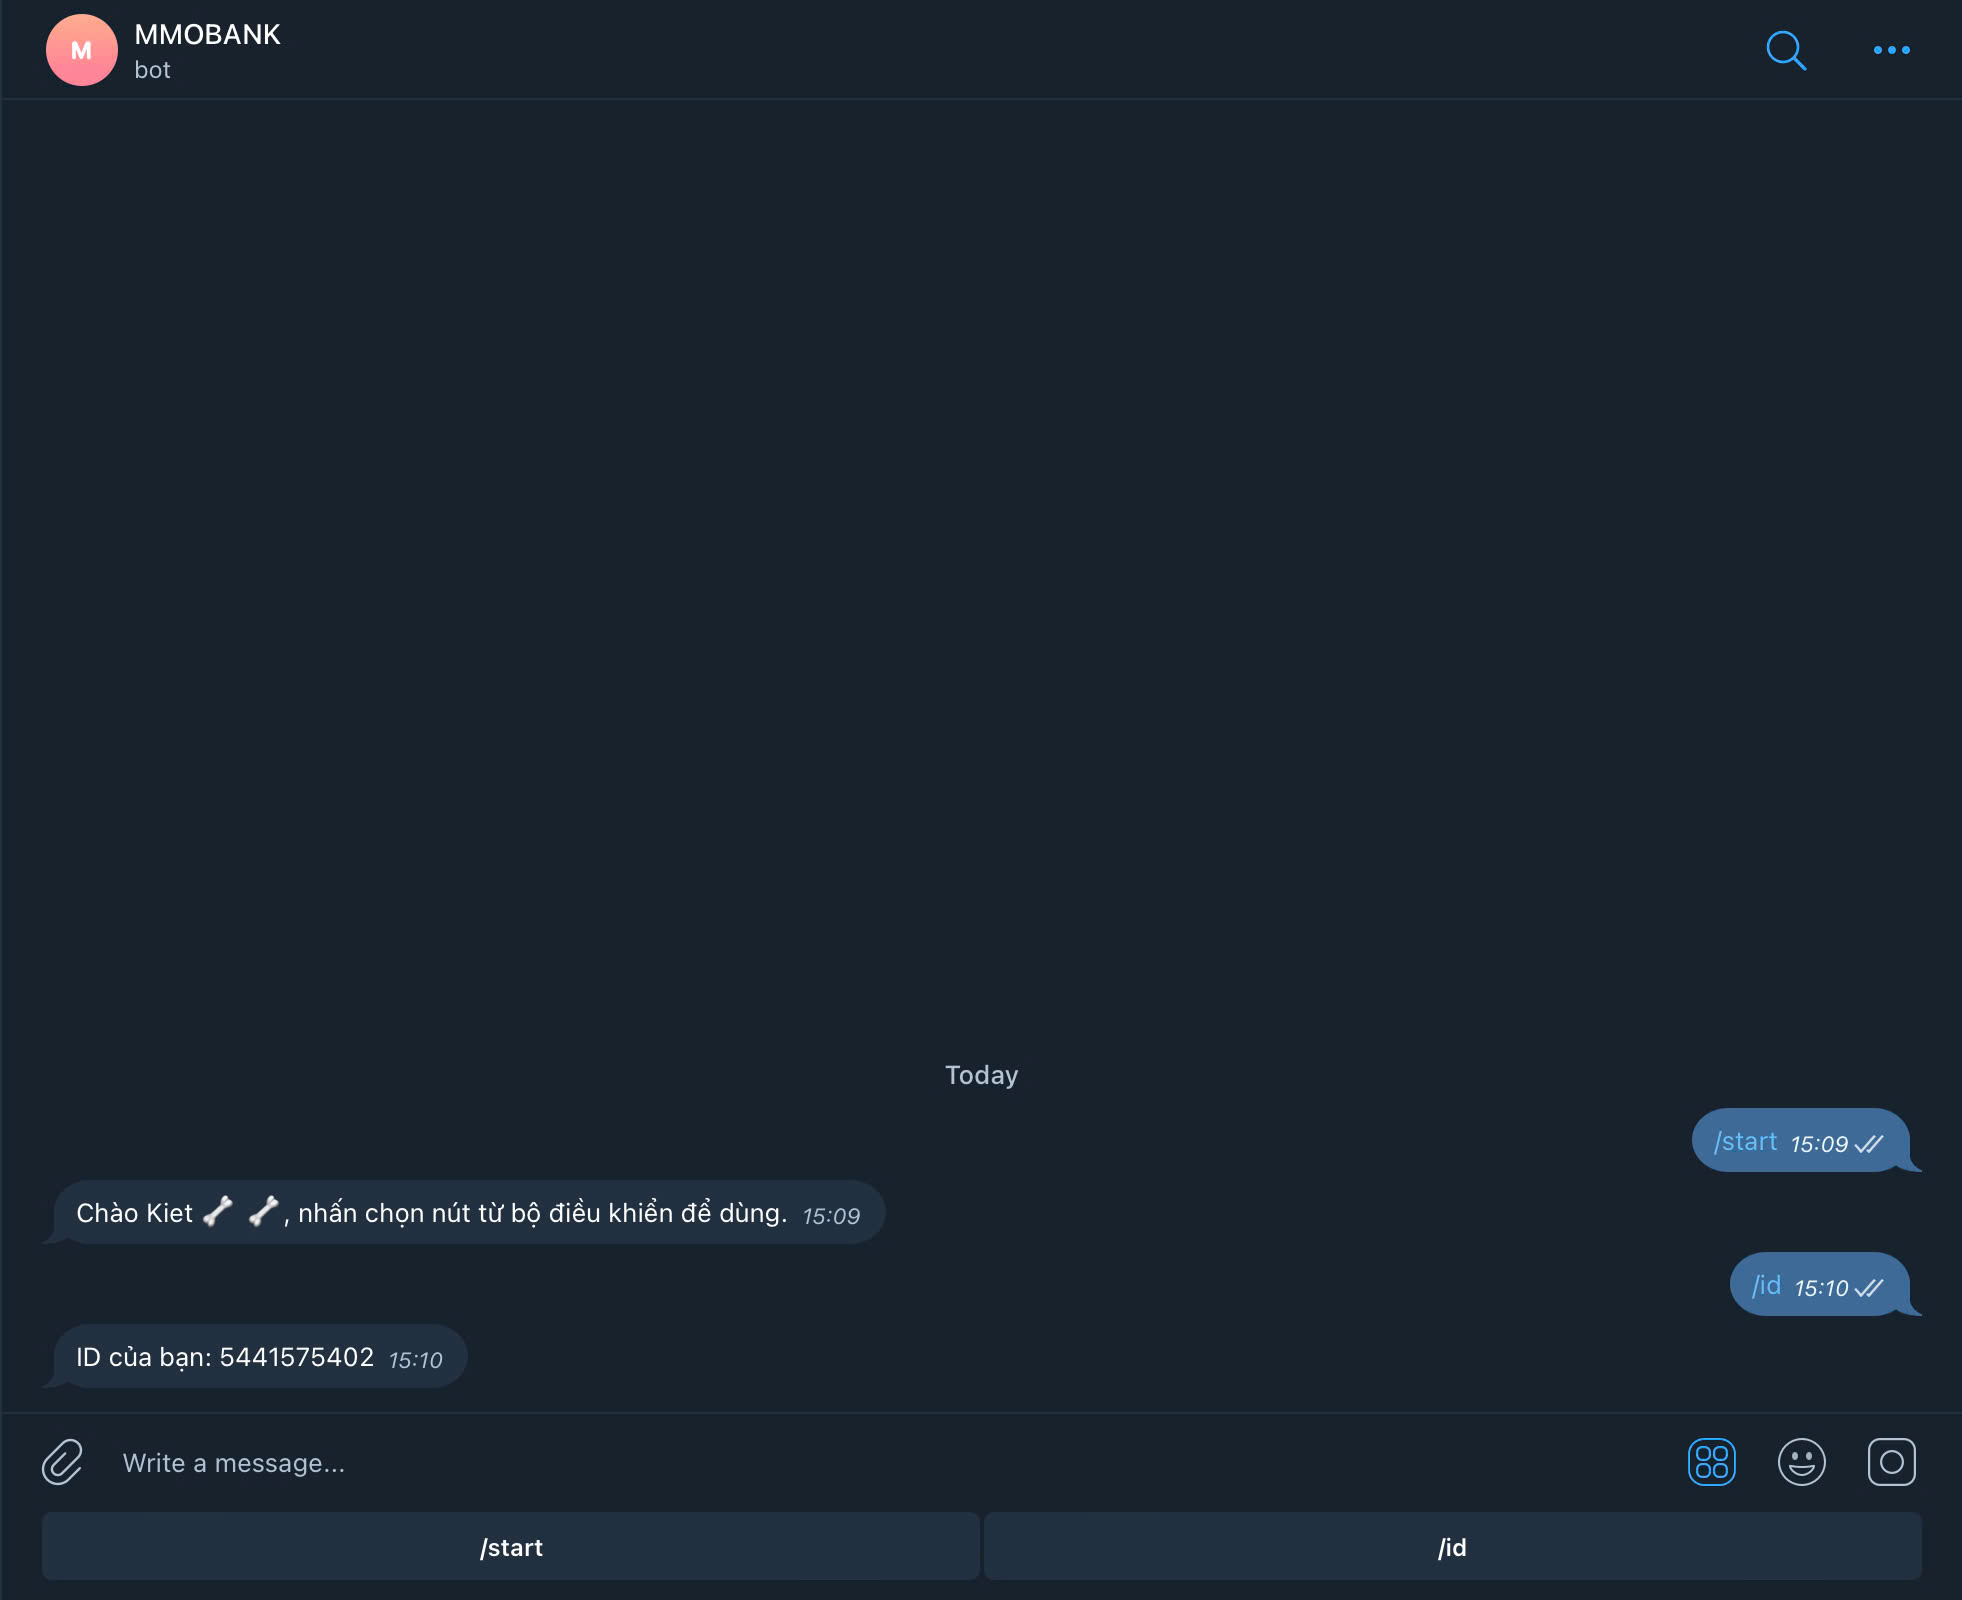 M
MMOBANK
bot
Today
/start 15:09
Chào Kiet 🦴 🦴, nhấn chọn nút từ bộ điều khiển để dùng. 15:09
/id 15:10
ID của bạn: 5441575402 15:10
Write a message...
/start
/id